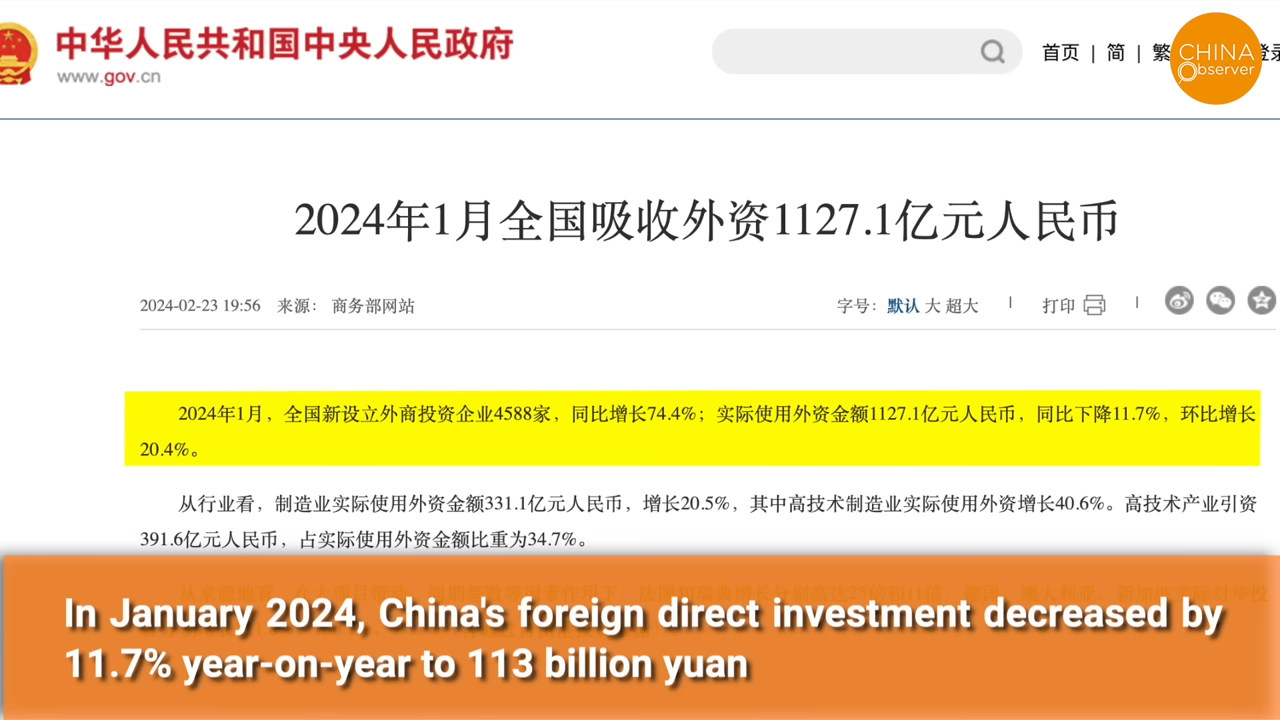 中华人民共和国中央人民政府
www.gov.cn
首页 | 简 | 繁
CHINA
Observer
2024年1月全国吸收外资1127.1亿元人民币
2024-02-23 19:56 来源： 商务部网站
字号：默认 大 超大 | 打印 |
2024年1月，全国新设立外商投资企业4588家，同比增长74.4%；实际使用外资金额1127.1亿元人民币，同比下降11.7%，环比增长
20.4%。
从行业看，制造业实际使用外资金额331.1亿元人民币，增长20.5%，其中高技术制造业实际使用外资增长40.6%。高技术产业引资
391.6亿元人民币，占实际使用外资金额比重为34.7%。
In January 2024, China's foreign direct investment decreased by
11.7% year-on-year to 113 billion yuan